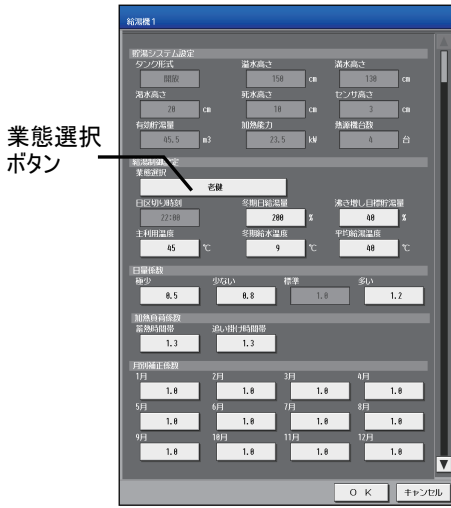 給湯機1
貯湯システム設定
タンク形式 溢水高さ 満水高さ
開放 150 cm 130 cm
渇水高さ 死水高さ センサ高さ
20 cm 10 cm 3 cm
有効貯湯量 加熱能力 熱源機台数
45.5 m3 23.5 kW 4 台
業態選択
ボタン
給湯制御設定
業態選択
老健
日区切り時刻 冬期日給湯量 沸き増し目標貯湯量
22:00 200 % 40 %
主利用温度 冬期給水温度 平均給湯温度
45 ℃ 9 ℃ 40 ℃
日量係数
極少 少ない 標準 多い
0.5 0.8 1.0 1.2
加熱負荷係数
蓄熱時間帯 追い掛け時間帯
1.3 1.3
月別補正係数
1月 2月 3月 4月
1.0 1.0 1.0 1.0
5月 6月 7月 8月
1.0 1.0 1.0 1.0
9月 10月 11月 12月
1.0 1.0 1.0 1.0
OK キャンセル